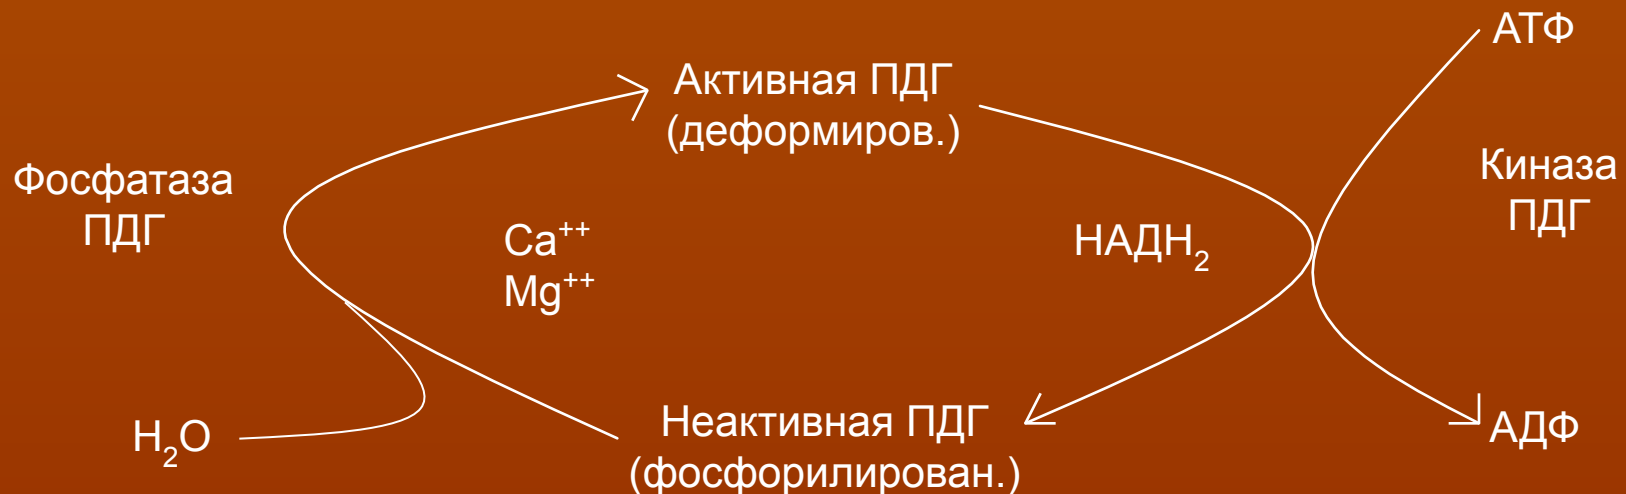 АТФ
Активная ПДГ
(деформиров.)
Фосфатаза
ПДГ
Киназа
ПДГ
Ca⁺⁺
Mg⁺⁺
НАДН₂
H₂O
Неактивная ПДГ
(фосфорилирован.)
АДФ